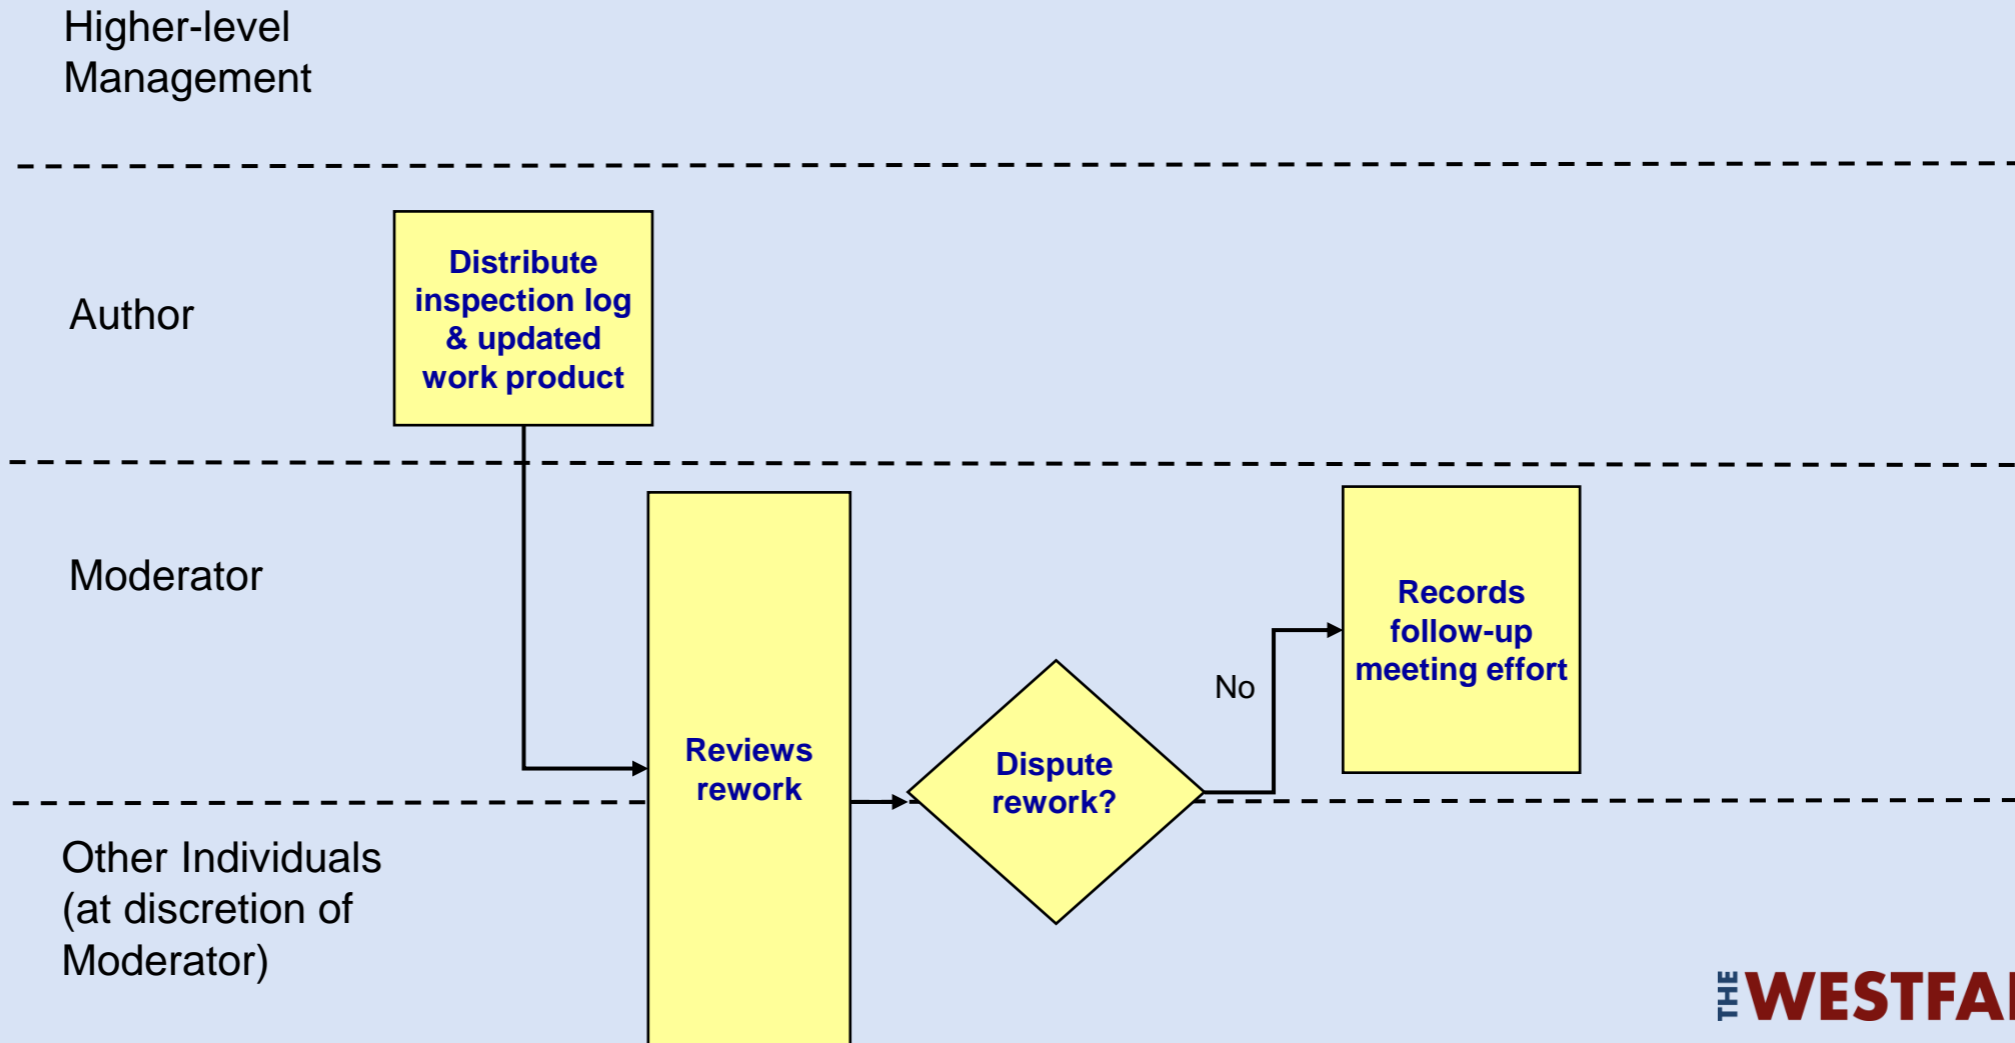 Higher-level
Management
Distribute
inspection log
& updated
work product
Author
Moderator
Records
follow-up
meeting effort
No
Reviews
rework
Dispute
rework?
Other Individuals
(at discretion of
Moderator)
THE WESTFA